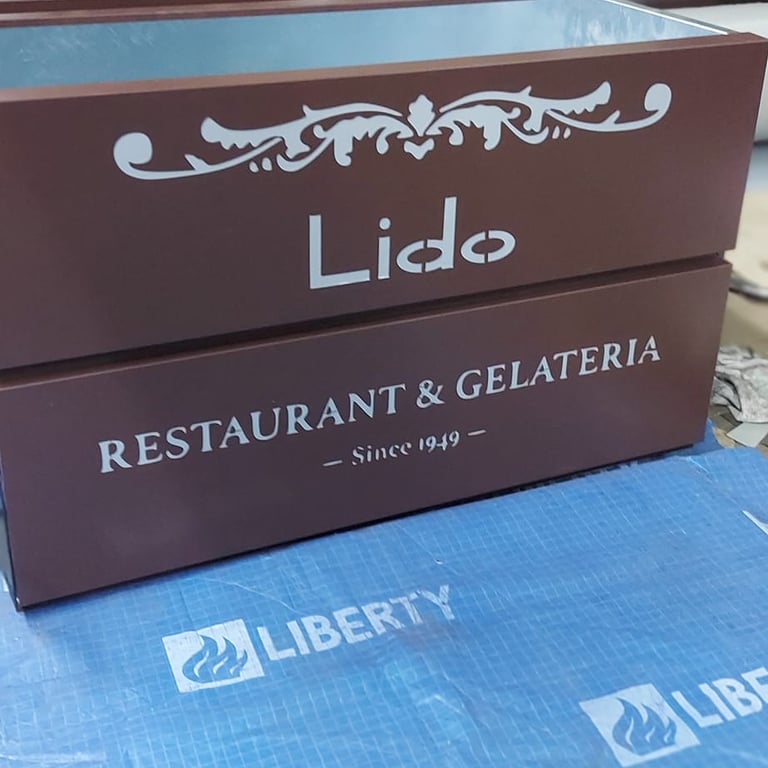 Lido
RESTAURANT & GELATERIA
— Since 1949 —
LIBERTY
LIBE